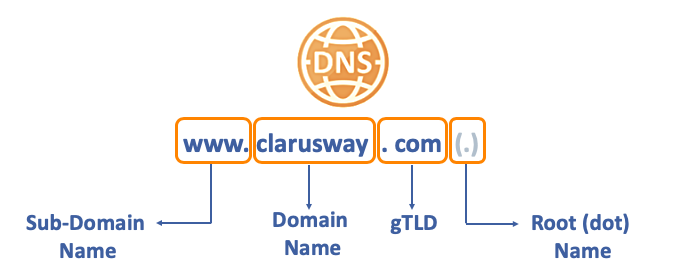 DNS
www. clarusway . com (.)
Sub-Domain
Name
Domain
Name
gTLD
Root (dot)
Name